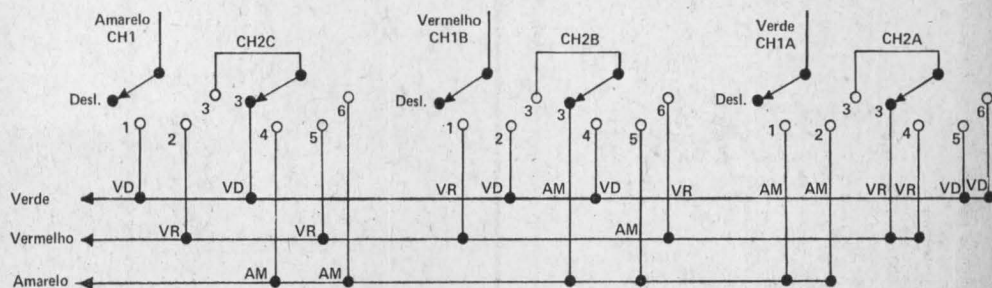 Amarelo
CH1
CH2C
Vermelho
CH1B
CH2B
Verde
CH1A
CH2A
Desl.
3
3
6
Desl.
3
3
6
Desl.
3
3
6
1
2
4
5
1
2
4
5
1
2
4
5
VD
VD
VR
VD
AM
VD
VR
AM
AM
VR
VR
VD
VD
Verde
VR
VR
AM
Vermelho
AM
AM
Amarelo